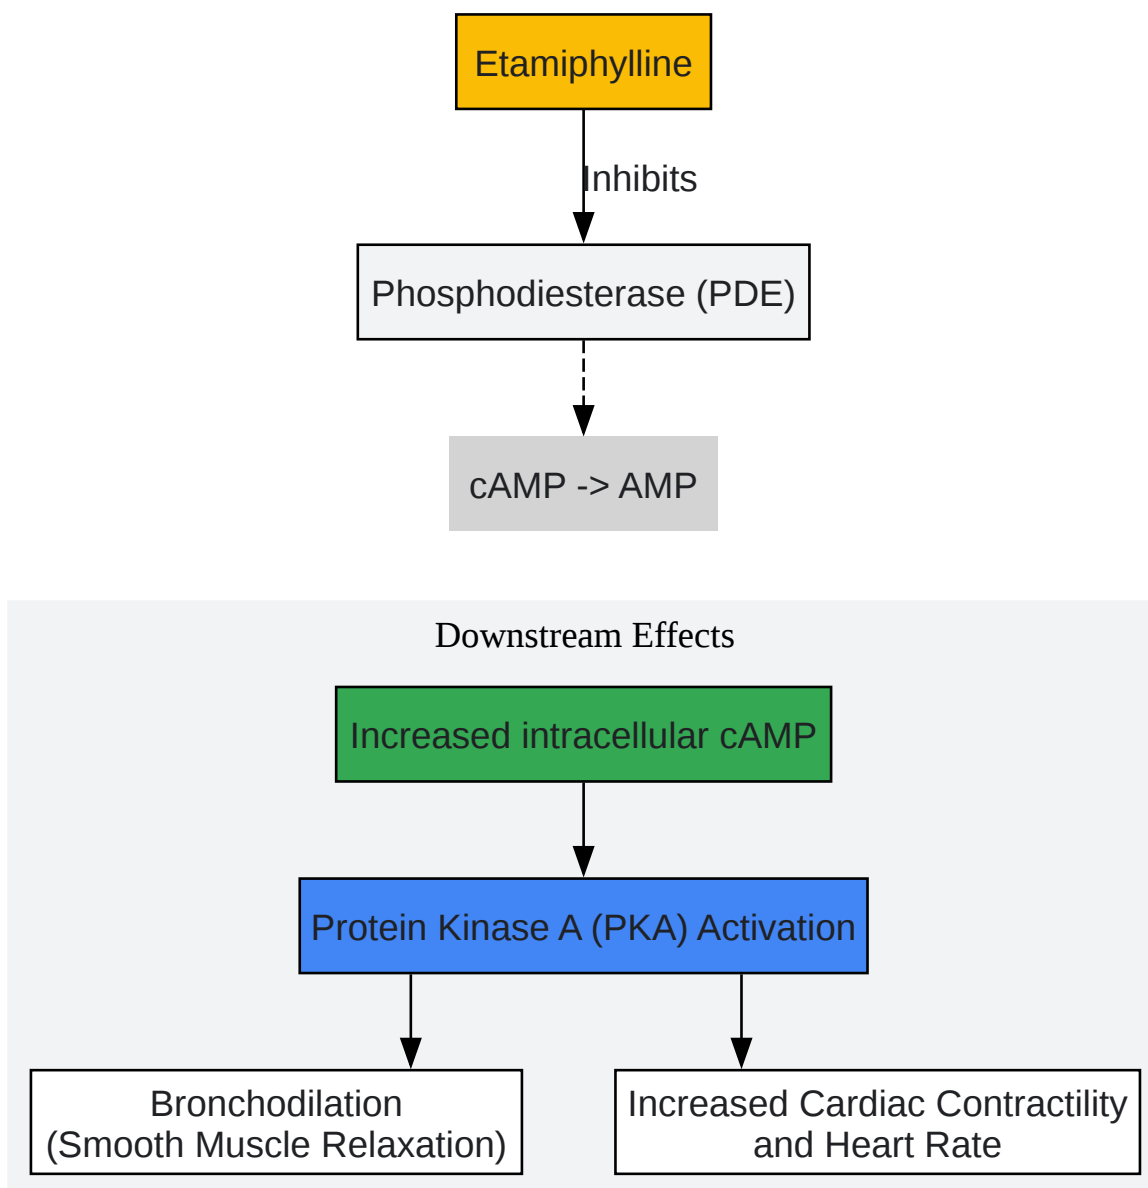 Etamiphylline
Inhibits
Phosphodiesterase (PDE)
cAMP -> AMP
Downstream Effects
Increased intracellular cAMP
Protein Kinase A (PKA) Activation
Bronchodilation
(Smooth Muscle Relaxation)
Increased Cardiac Contractility
and Heart Rate